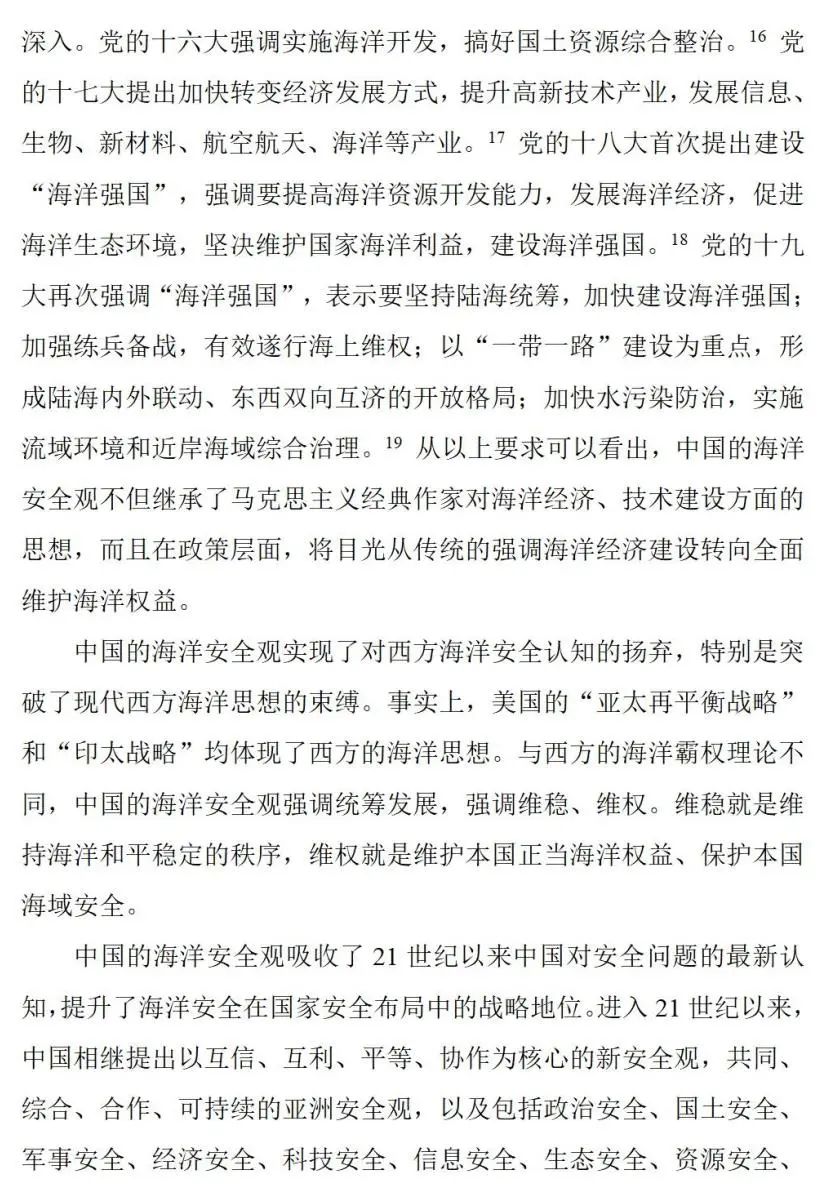 深入。党的十六大强调实施海洋开发，搞好国土资源综合整治。16 党
的十七大提出加快转变经济发展方式，提升高新技术产业，发展信息、
生物、新材料、航空航天、海洋等产业。17 党的十八大首次提出建设
“海洋强国”，强调要提高海洋资源开发能力，发展海洋经济，促进
海洋生态环境，坚决维护国家海洋利益，建设海洋强国。18 党的十九
大再次强调“海洋强国”，表示要坚持陆海统筹，加快建设海洋强国；
加强练兵备战，有效遂行海上维权；以“一带一路”建设为重点，形
成陆海内外联动、东西双向互济的开放格局；加快水污染防治，实施
流域环境和近岸海域综合治理。19 从以上要求可以看出，中国的海洋
安全观不但继承了马克思主义经典作家对海洋经济、技术建设方面的
思想，而且在政策层面，将目光从传统的强调海洋经济建设转向全面
维护海洋权益。
中国的海洋安全观实现了对西方海洋安全认知的扬弃，特别是突
破了现代西方海洋思想的束缚。事实上，美国的“亚太再平衡战略”
和“印太战略”均体现了西方的海洋思想。与西方的海洋霸权理论不
同，中国的海洋安全观强调统筹发展，强调维稳、维权。维稳就是维
持海洋和平稳定的秩序，维权就是维护本国正当海洋权益、保护本国
海域安全。
中国的海洋安全观吸收了 21 世纪以来中国对安全问题的最新认
知，提升了海洋安全在国家安全布局中的战略地位。进入 21 世纪以来，
中国相继提出以互信、互利、平等、协作为核心的新安全观，共同、
综合、合作、可持续的亚洲安全观，以及包括政治安全、国土安全、
军事安全、经济安全、科技安全、信息安全、生态安全、资源安全、